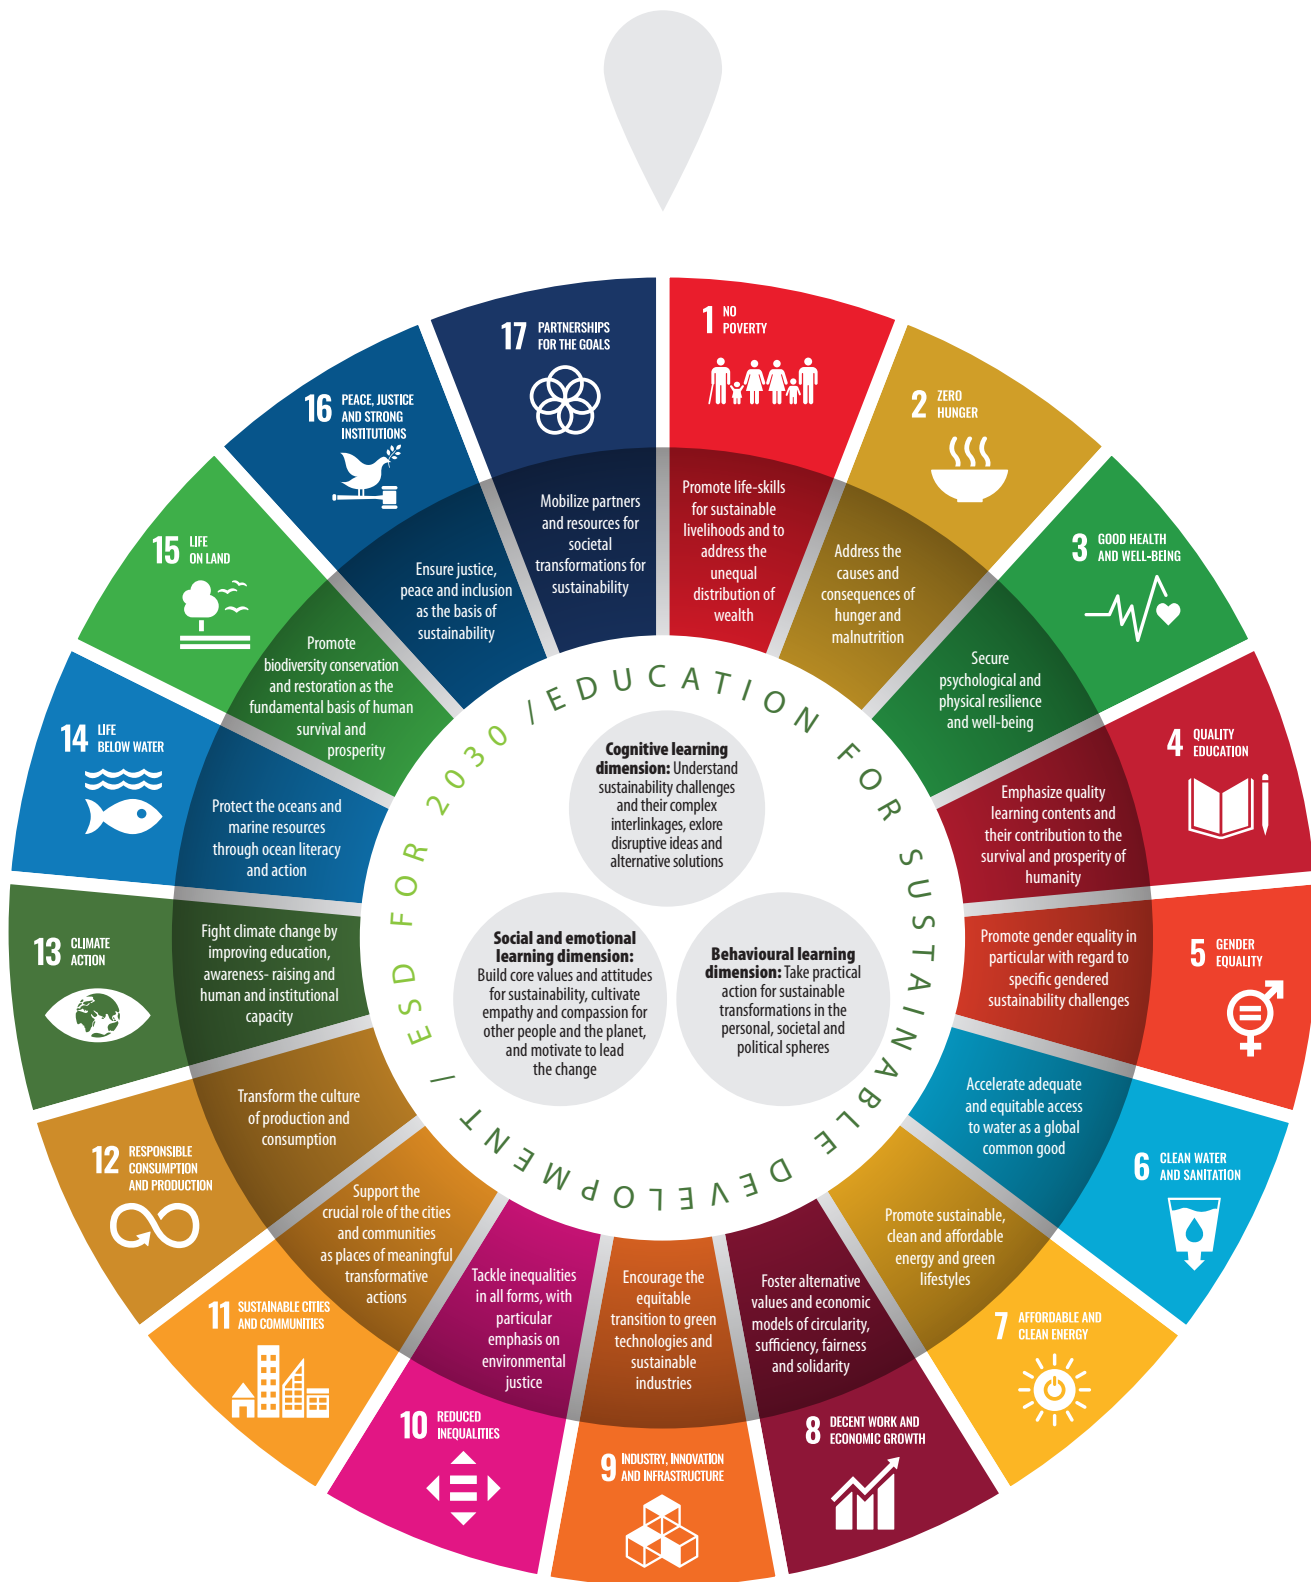 1
NO
POVERTY
Promote life-skills
for sustainable
livelihoods and to
address the
unequal
distribution of
wealth
2
ZERO
HUNGER
Address the
causes and
consequences of
hunger and
malnutrition
3
GOOD HEALTH
AND WELL-BEING
Secure
psychological and
physical resilience
and well-being
4
QUALITY
EDUCATION
Emphasize quality
learning contents and
their contribution to the
survival and prosperity of
humanity
5
GENDER
EQUALITY
Promote gender equality in
particular with regard to
specific gendered
sustainability challenges
6
CLEAN WATER
AND SANITATION
Accelerate adequate
and equitable access
to water as a global
common good
7
AFFORDABLE AND
CLEAN ENERGY
Promote sustainable,
clean and affordable
energy and green
lifestyles
8
DECENT WORK AND
ECONOMIC GROWTH
Foster alternative
values and economic
models of circularity,
sufficiency, fairness
and solidarity
9
INDUSTRY, INNOVATION
AND INFRASTRUCTURE
Encourage the
equitable
transition to green
technologies and
sustainable
industries
10
REDUCED
INEQUALITIES
Tackle inequalities
in all forms, with
particular
emphasis on
environmental
justice
11
SUSTAINABLE CITIES
AND COMMUNITIES
Support the
crucial role of the cities
and communities
as places of meaningful
transformative
actions
12
RESPONSIBLE
CONSUMPTION
AND PRODUCTION
Transform the culture
of production and
consumption
13
CLIMATE
ACTION
Fight climate change by
improving education,
awareness- raising and
human and institutional
capacity
14
LIFE
BELOW WATER
Protect the oceans and
marine resources
through ocean literacy
and action
15
LIFE
ON LAND
Promote
biodiversity conservation
and restoration as the
fundamental basis of human
survival and
prosperity
16
PEACE, JUSTICE
AND STRONG
INSTITUTIONS
Ensure justice,
peace and inclusion
as the basis of
sustainability
17
PARTNERSHIPS
FOR THE GOALS
Mobilize partners
and resources for
societal
transformations for
sustainability
ESD FOR 2030 / EDUCATION FOR SUSTAINABLE DEVELOPMENT /
Cognitive learning
dimension: Understand
sustainability challenges
and their complex
interlinkages, exlore
disruptive ideas and
alternative solutions
Social and emotional
learning dimension:
Build core values and attitudes
for sustainability, cultivate
empathy and compassion for
other people and the planet,
and motivate to lead
the change
Behavioural learning
dimension: Take practical
action for sustainable
transformations in the
personal, societal and
political spheres